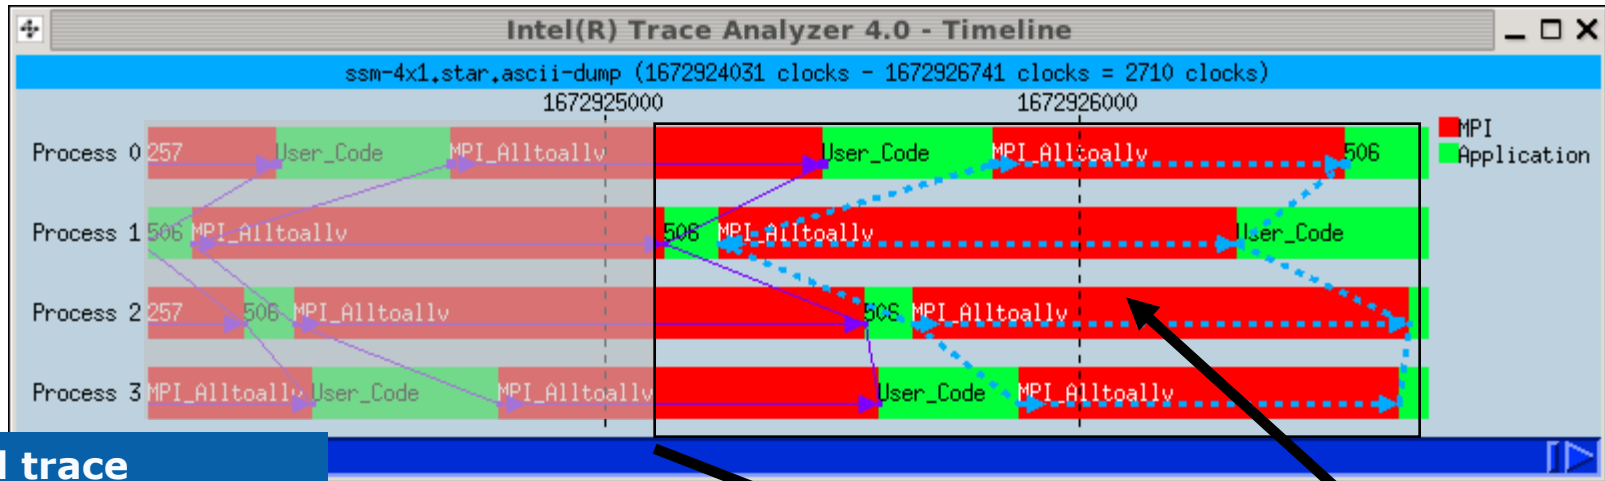 Intel(R) Trace Analyzer 4.0 - Timeline
ssm-4x1.star.ascii-dump (1672924031 clocks - 1672926741 clocks = 2710 clocks)
1672925000 1672926000
MPI
Application
Process 0 257 User_Code MPI_Alltoallv User_Code MPI_Alltoallv 506
Process 1 506 MPI_Alltoallv 506 MPI_Alltoallv User_Code
Process 2 257 506 MPI_Alltoallv 506 MPI_Alltoallv
Process 3 MPI_Alltoallv User_Code MPI_Alltoallv User_Code MPI_Alltoallv
trace